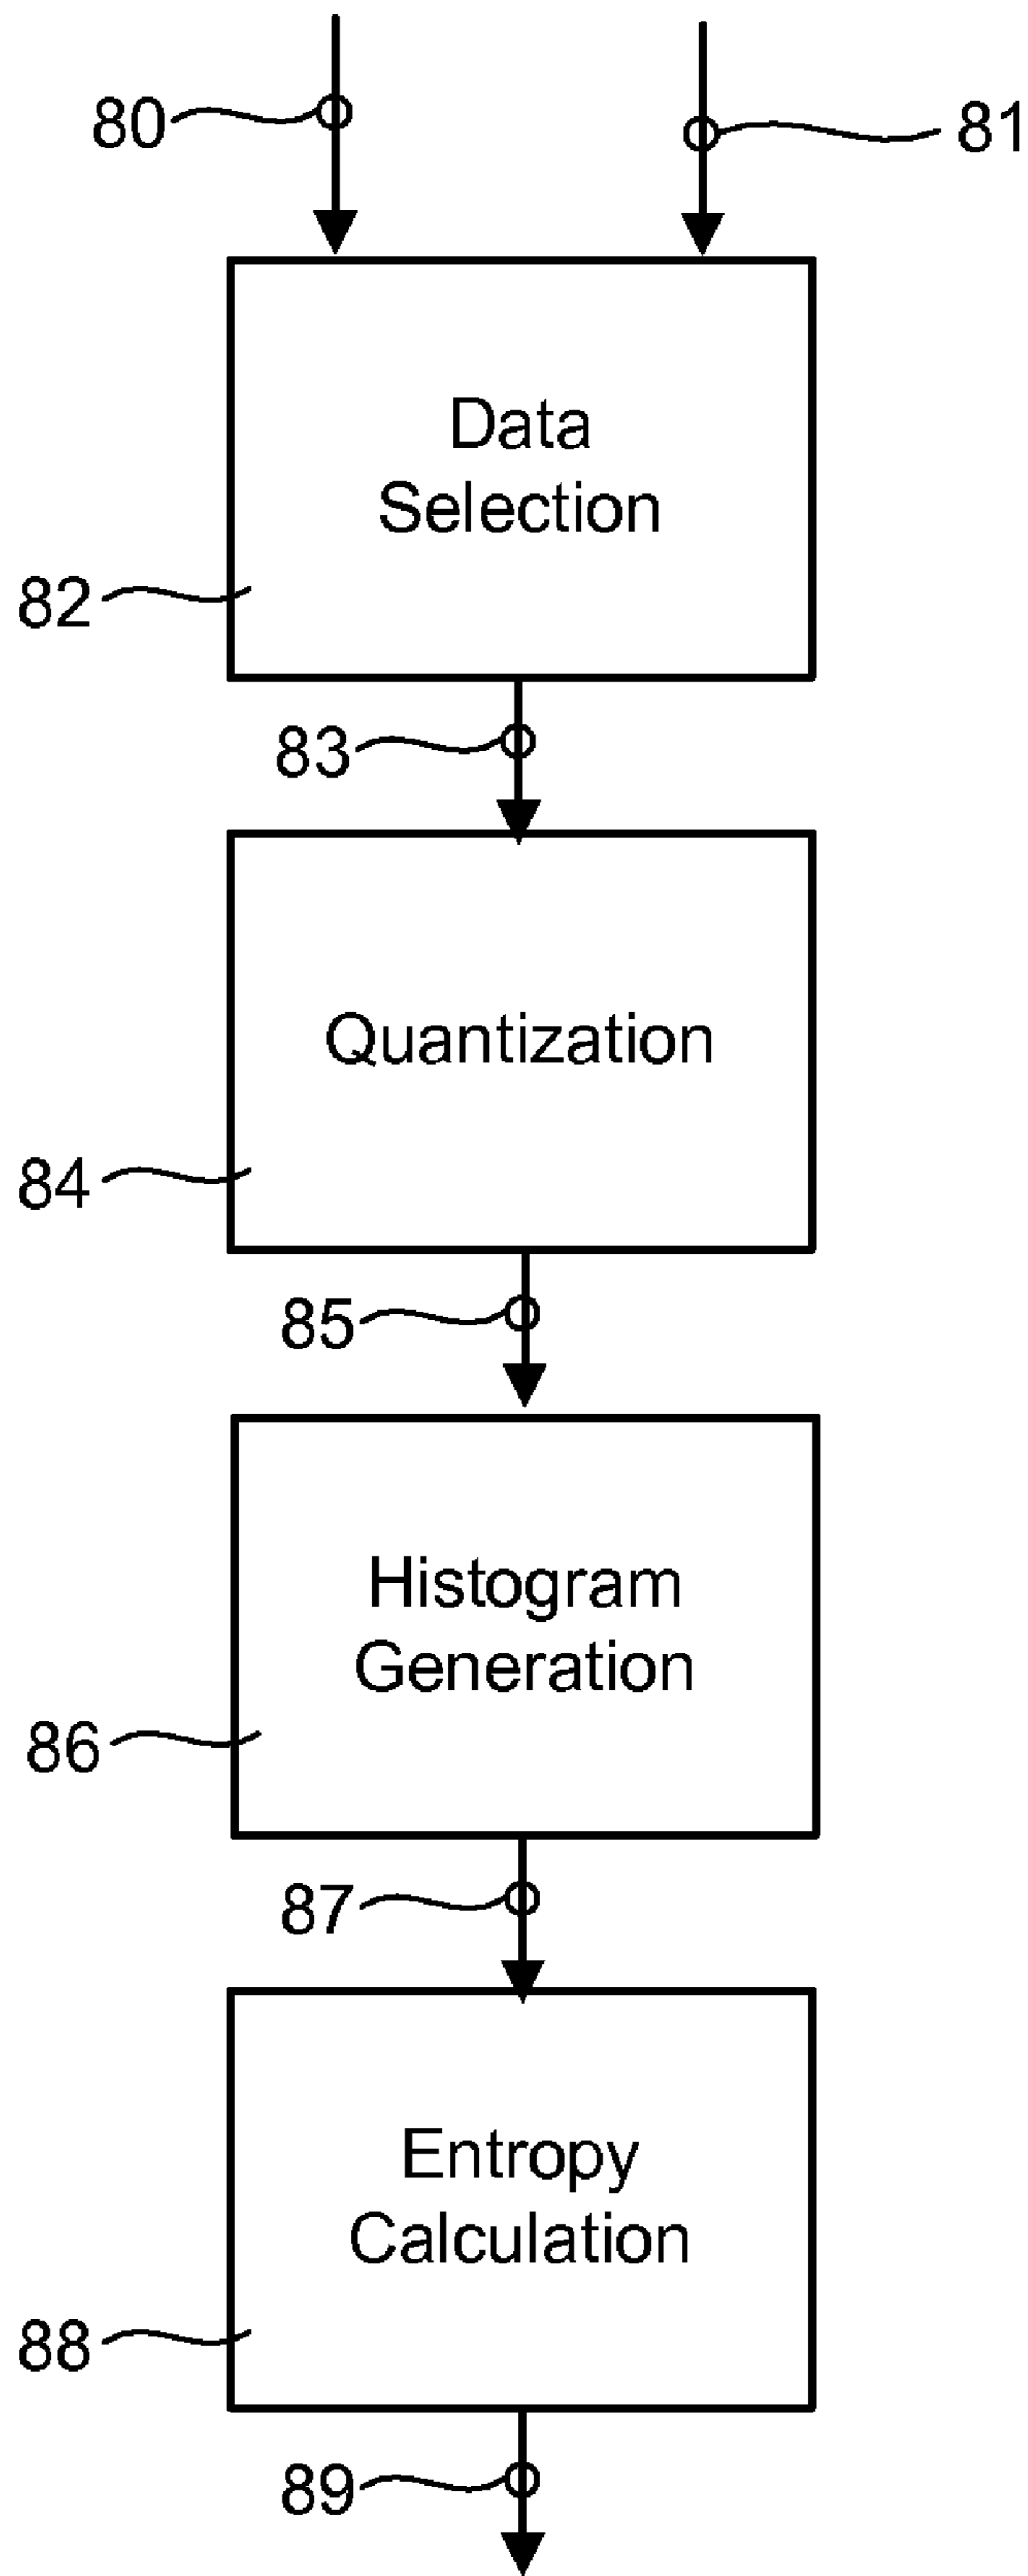 80
81
Data
Selection
82
83
Quantization
84
85
Histogram
Generation
86
87
Entropy
Calculation
88
89